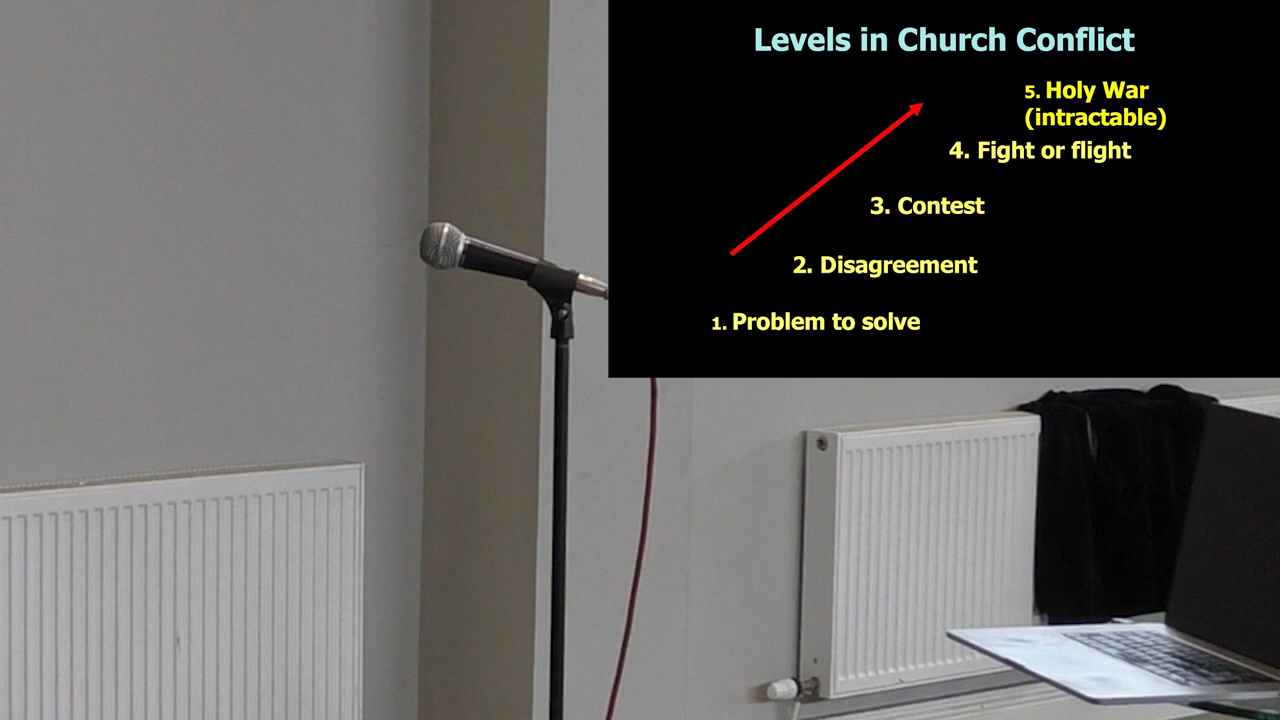 Levels in Church Conflict
5. Holy War
(intractable)
4. Fight or flight
3. Contest
2. Disagreement
1. Problem to solve